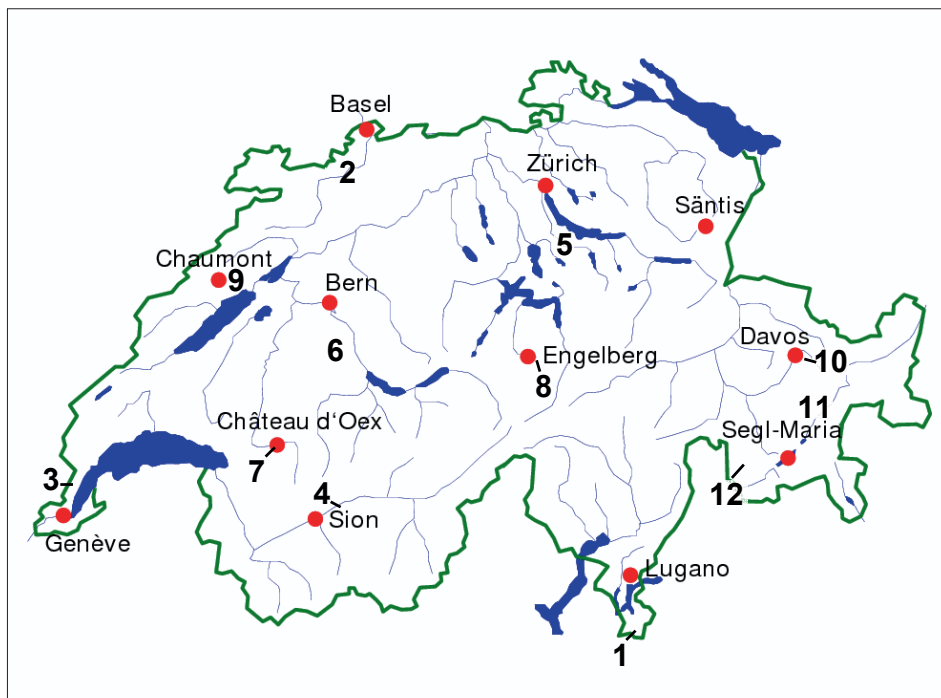 Basel
2
Zürich
Säntis
5
Chaumont
9
Bern
6
Engelberg
8
Davos
10
11
Château d‘Oex
7
Segl-Maria
12
3
4
Sion
Genève
Lugano
1